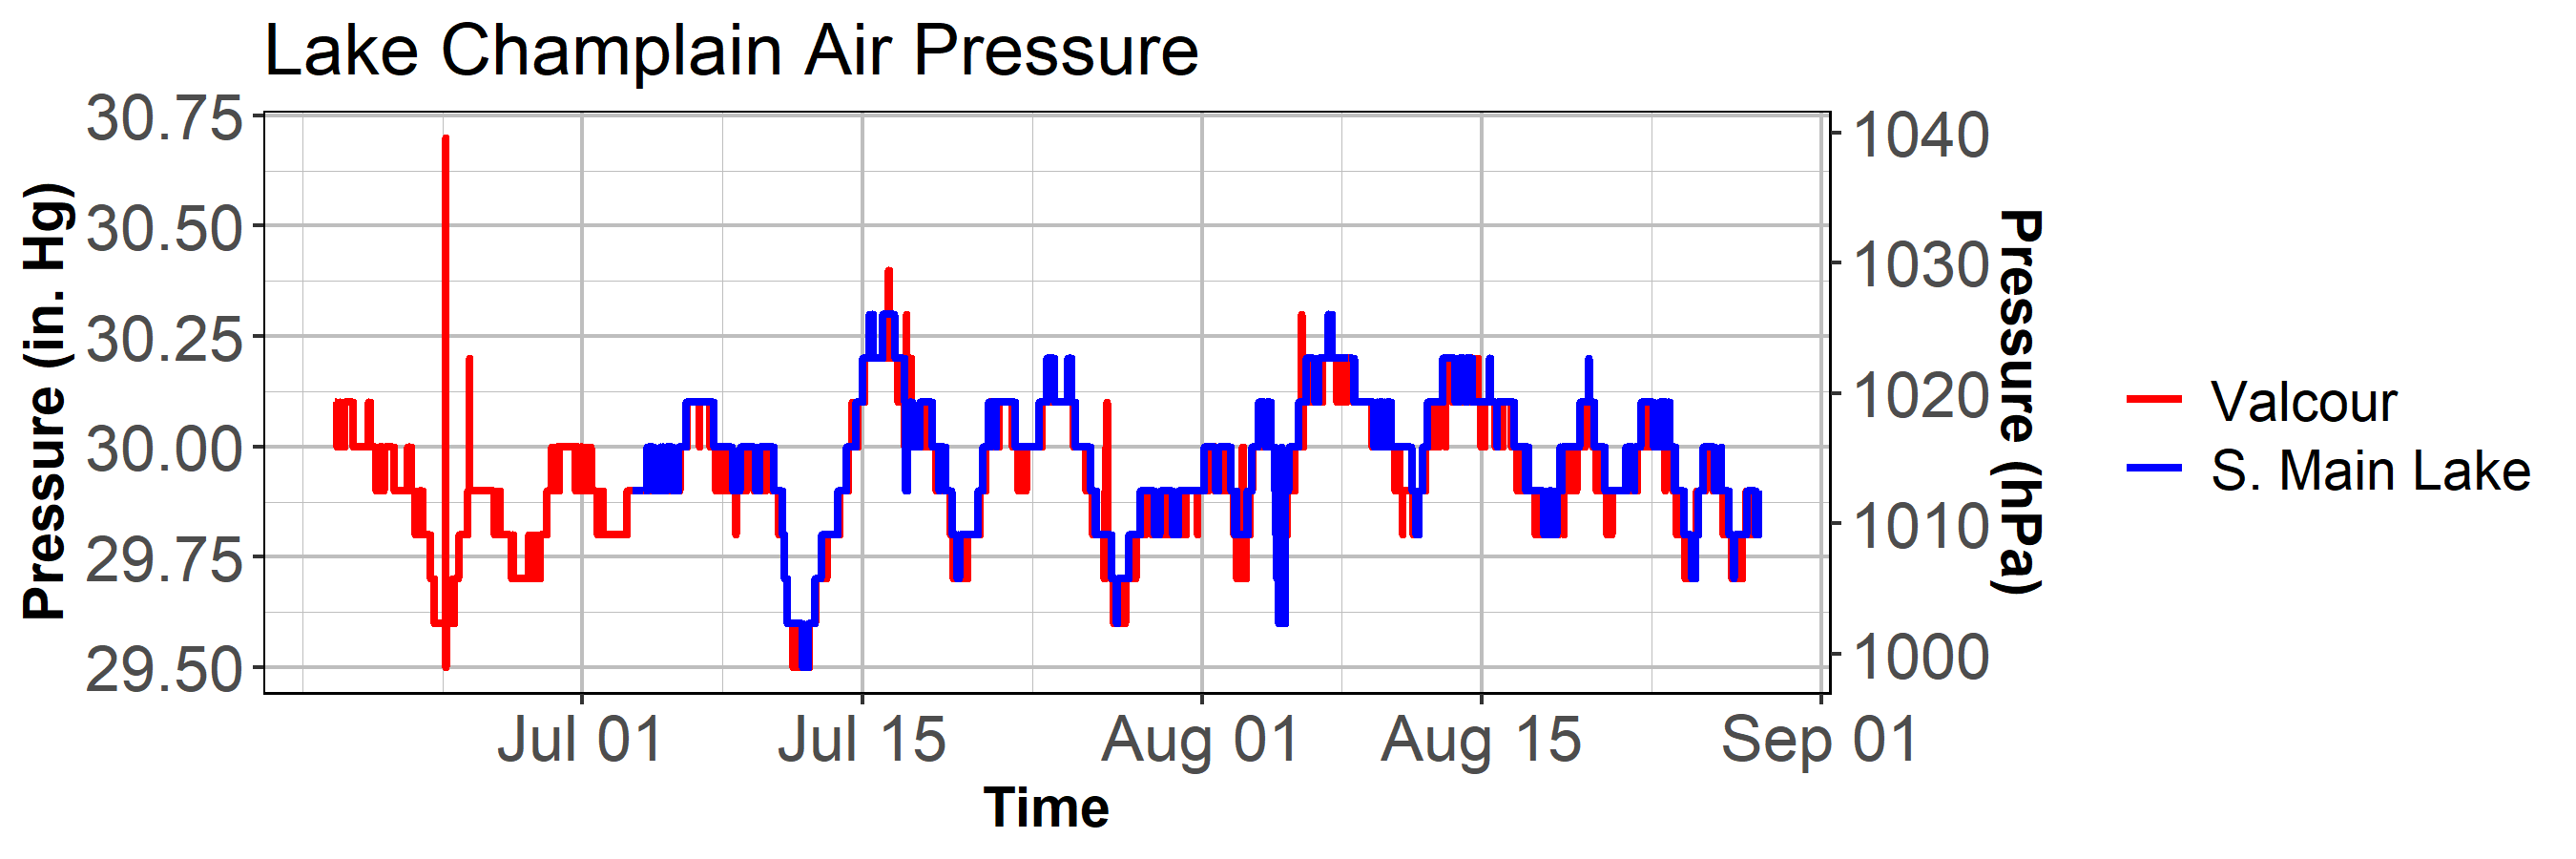 Lake Champlain Air Pressure
Pressure (in. Hg)
30.75
30.50
30.25
30.00
29.75
29.50
1040
1030
1020
1010
1000
Pressure (hPa)
Jul 01
Jul 15
Aug 01
Aug 15
Sep 01
Time
Valcour
S. Main Lake